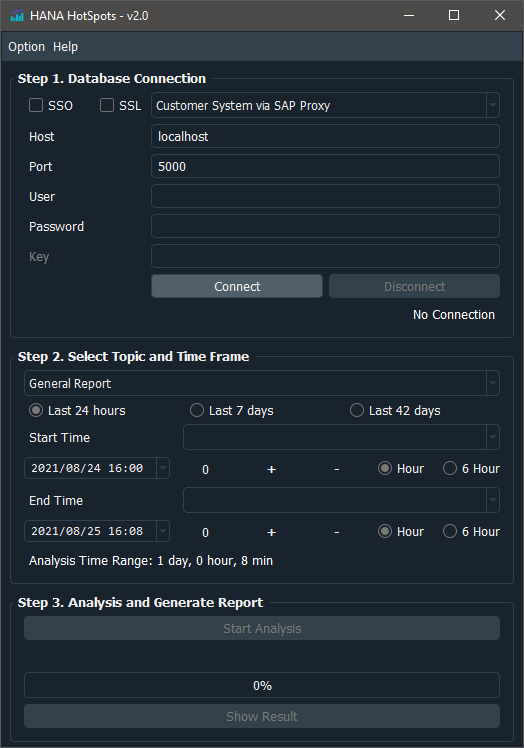 HANA HotSpots - v2.0
Option Help
Step 1. Database Connection
SSO SSL Customer System via SAP Proxy
Host localhost
Port 5000
User
Password
Key
Connect Disconnect
No Connection
Step 2. Select Topic and Time Frame
General Report
Last 24 hours Last 7 days Last 42 days
Start Time
2021/08/24 16:00 0 + - Hour 6 Hour
End Time
2021/08/25 16:08 0 + - Hour 6 Hour
Analysis Time Range: 1 day, 0 hour, 8 min
Step 3. Analysis and Generate Report
Start Analysis
0%
Show Result